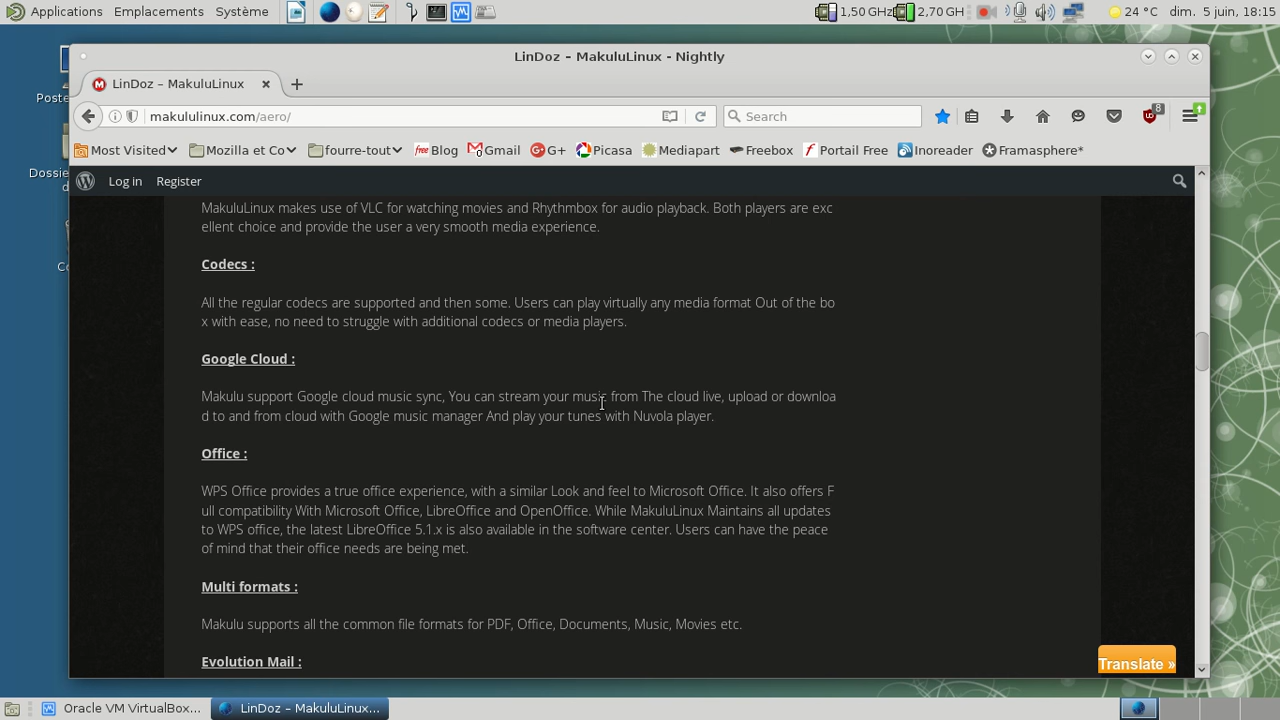 Applications Emplacements Système 1,50 GHz 2,70 GH 24 °C dim. 5 juin, 18:15
LinDoz – MakuluLinux - Nightly
LinDoz – MakuluLinux
makululinux.com/aero/ Search 8
Most Visited Mozilla et Co fourre-tout Blog Gmail G+ Picasa Mediapart Freebox Portail Free Inoreader Framasphere*
Log in Register
Poste
Dossie
d
Co
MakuluLinux makes use of VLC for watching movies and Rhythmbox for audio playback. Both players are exc
ellent choice and provide the user a very smooth media experience.
Codecs :
All the regular codecs are supported and then some. Users can play virtually any media format Out of the bo
x with ease, no need to struggle with additional codecs or media players.
Google Cloud :
Makulu support Google cloud music sync, You can stream your music from The cloud live, upload or downloa
d to and from cloud with Google music manager And play your tunes with Nuvola player.
Office :
WPS Office provides a true office experience, with a similar Look and feel to Microsoft Office. It also offers F
ull compatibility With Microsoft Office, LibreOffice and OpenOffice. While MakuluLinux Maintains all updates
to WPS office, the latest LibreOffice 5.1.x is also available in the software center. Users can have the peace
of mind that their office needs are being met.
Multi formats :
Makulu supports all the common file formats for PDF, Office, Documents, Music, Movies etc.
Evolution Mail :
Translate »
Oracle VM VirtualBox... LinDoz – MakuluLinux...